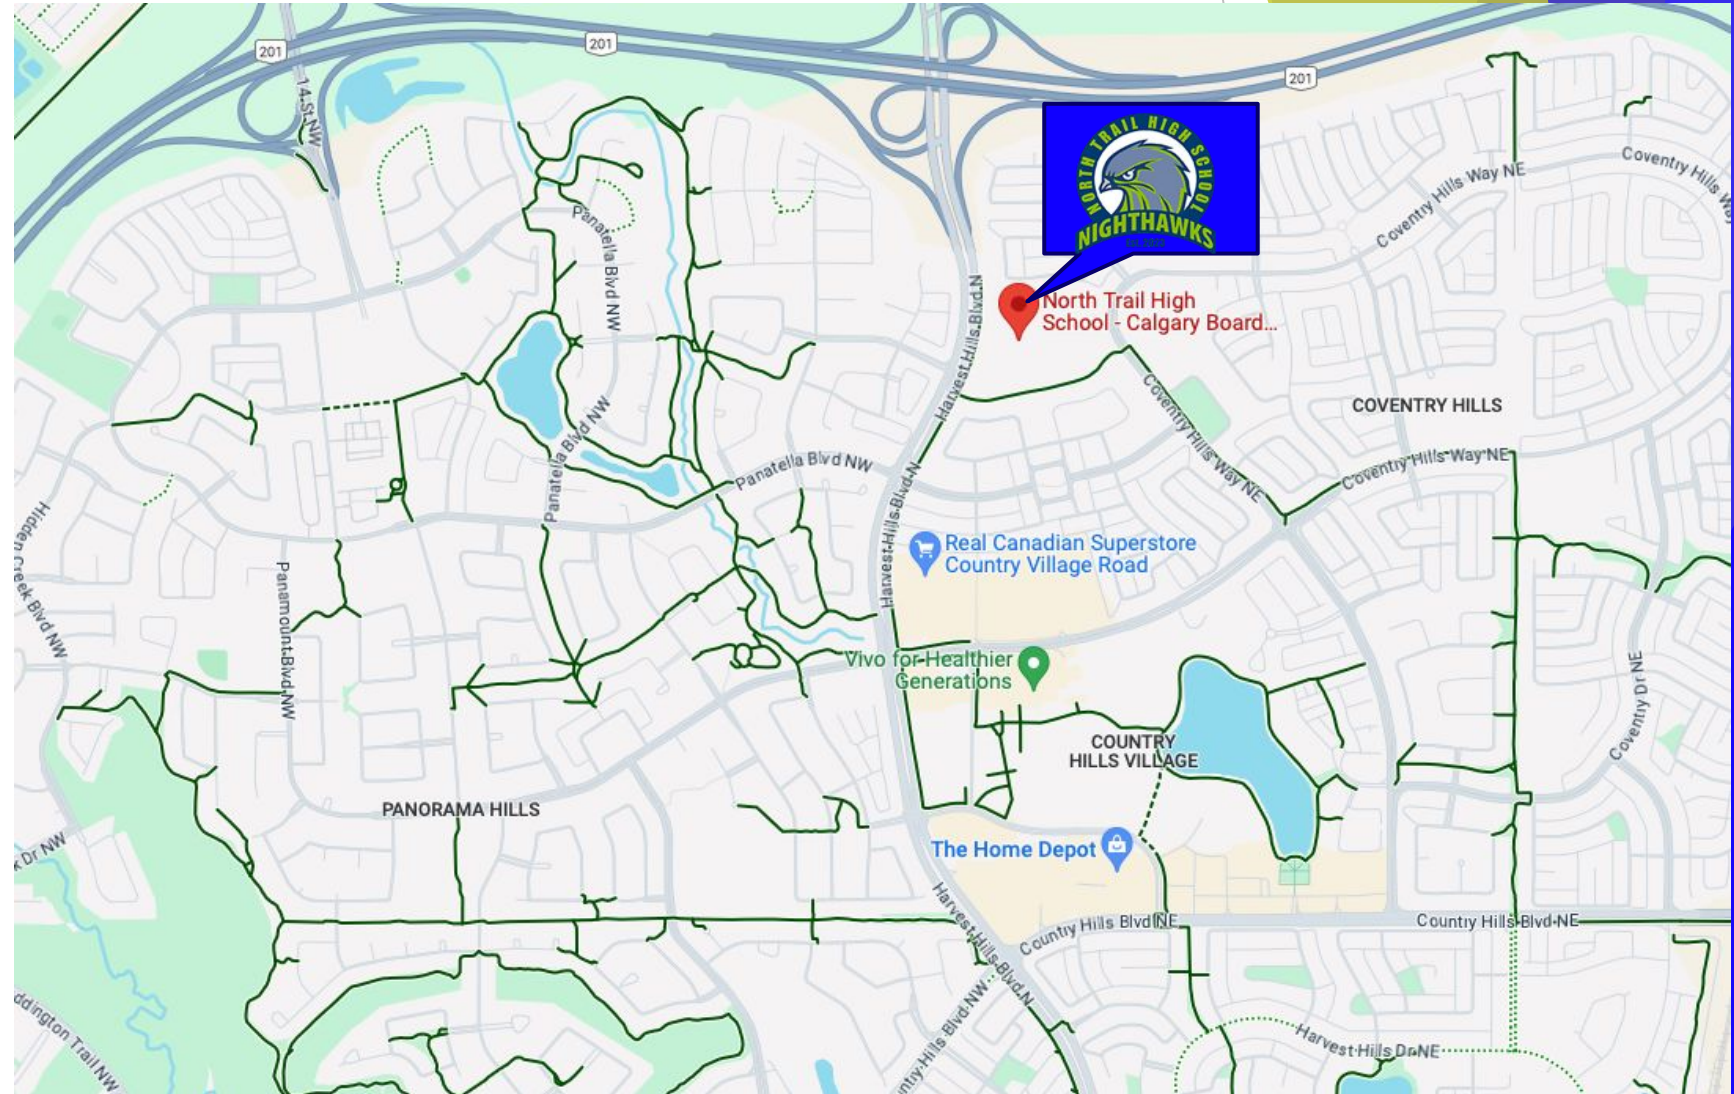 201
201
201
14 St NW
NORTH TRAIL HIGH SCHOOL
NIGHTHAWKS
Coventry Hills Way NE
Coventry Hills
Panatella Blvd NW
Harvest Hills Blvd N
North Trail High
School - Calgary Board...
Harvest Hills Blvd N
COVENTRY HILLS
Coventry Hills Way NE
Coventry Hills Way NE
Panatella Blvd NW
Panatella Blvd NW
Harvest Hills Blvd N
Hidden Creek Blvd NW
Real Canadian Superstore
Country Village Road
Panamount Blvd NW
Vivo for Healthier
Generations
Coventry Dr NE
COUNTRY
HILLS VILLAGE
PANORAMA HILLS
k Dr NW
The Home Depot
Harvest Hills Blvd N
Country Hills Blvd NE
Country Hills Blvd NE
ddington Trail NW
ntry Hills Blvd NW
Harvest Hills Dr NE